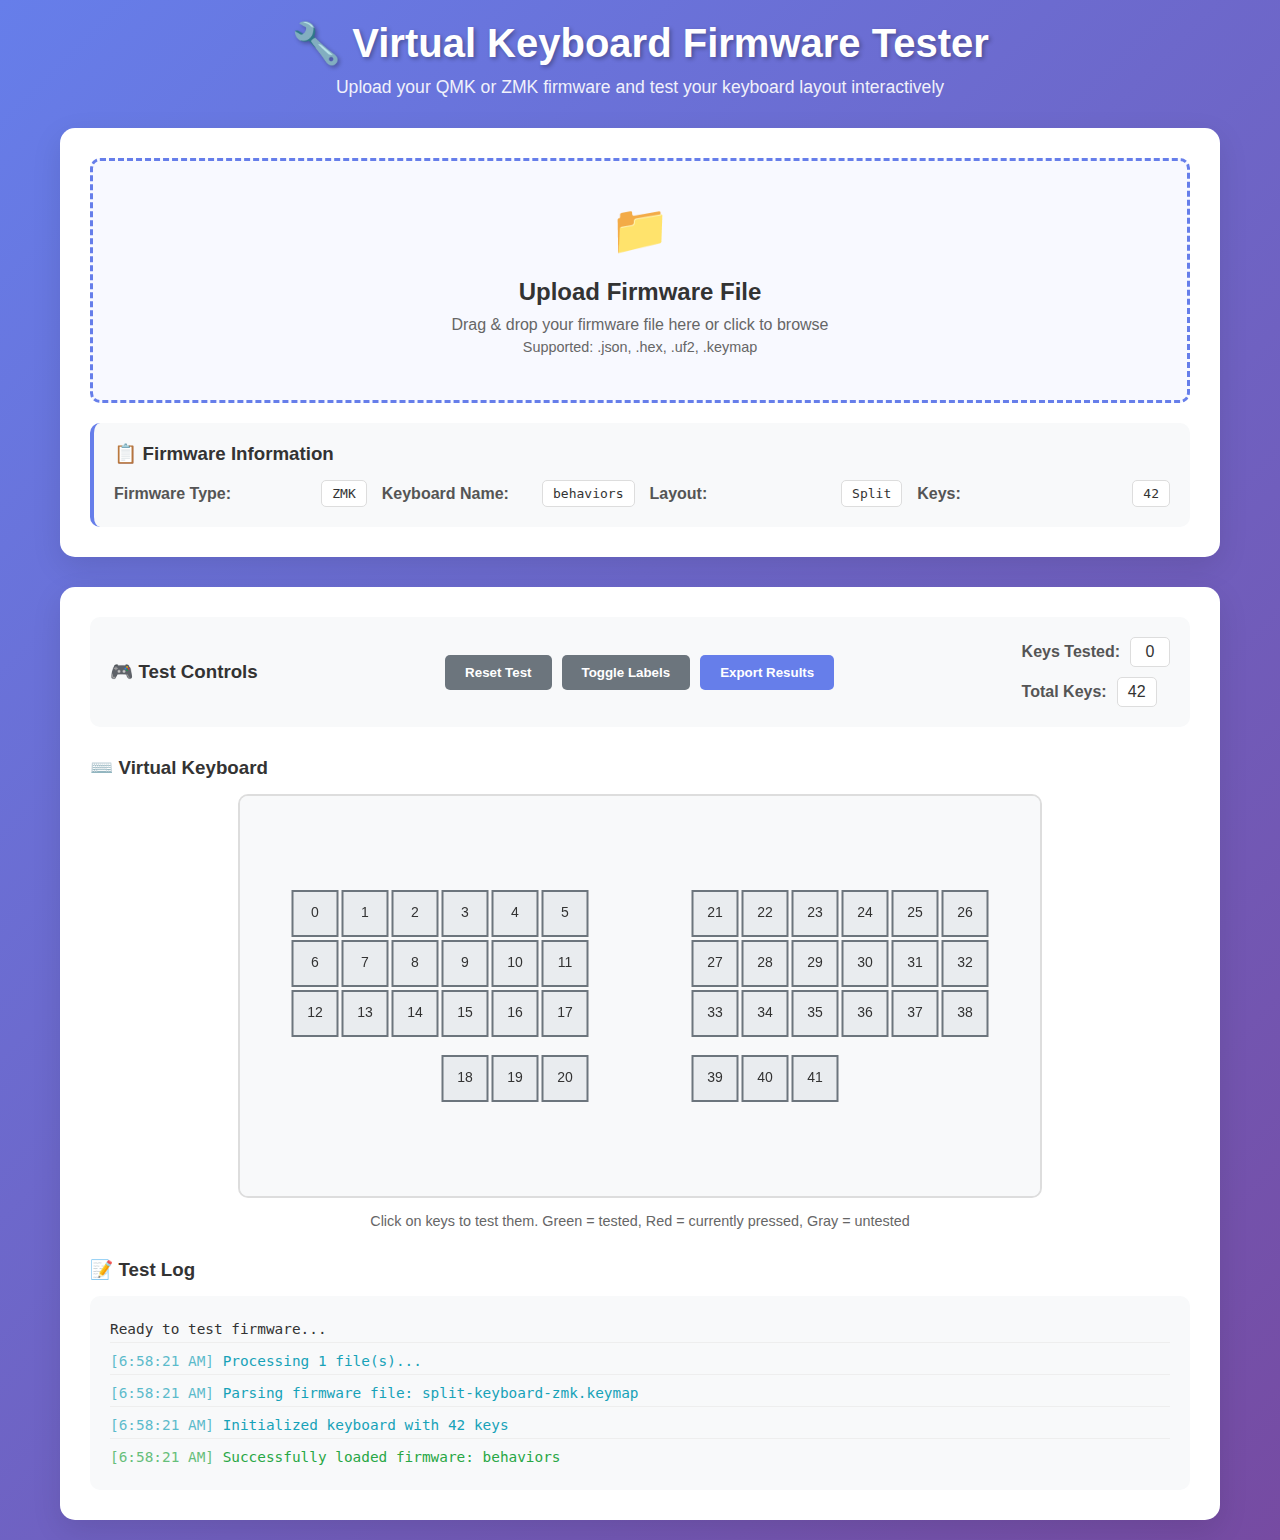 🔧 Virtual Keyboard Firmware Tester
Upload your QMK or ZMK firmware and test your keyboard layout interactively
📁
Upload Firmware File
Drag & drop your firmware file here or click to browse
Supported: .json, .hex, .uf2, .keymap
📋 Firmware Information
Firmware Type: ZMK Keyboard Name: behaviors Layout: Split Keys: 42
🎮 Test Controls
Reset Test Toggle Labels Export Results
Keys Tested: 0
Total Keys: 42
⌨️ Virtual Keyboard
0 1 2 3 4 5 21 22 23 24 25 26
6 7 8 9 10 11 27 28 29 30 31 32
12 13 14 15 16 17 33 34 35 36 37 38
18 19 20 39 40 41
Click on keys to test them. Green = tested, Red = currently pressed, Gray = untested
📝 Test Log
Ready to test firmware...
[6:58:21 AM] Processing 1 file(s)...
[6:58:21 AM] Parsing firmware file: split-keyboard-zmk.keymap
[6:58:21 AM] Initialized keyboard with 42 keys
[6:58:21 AM] Successfully loaded firmware: behaviors